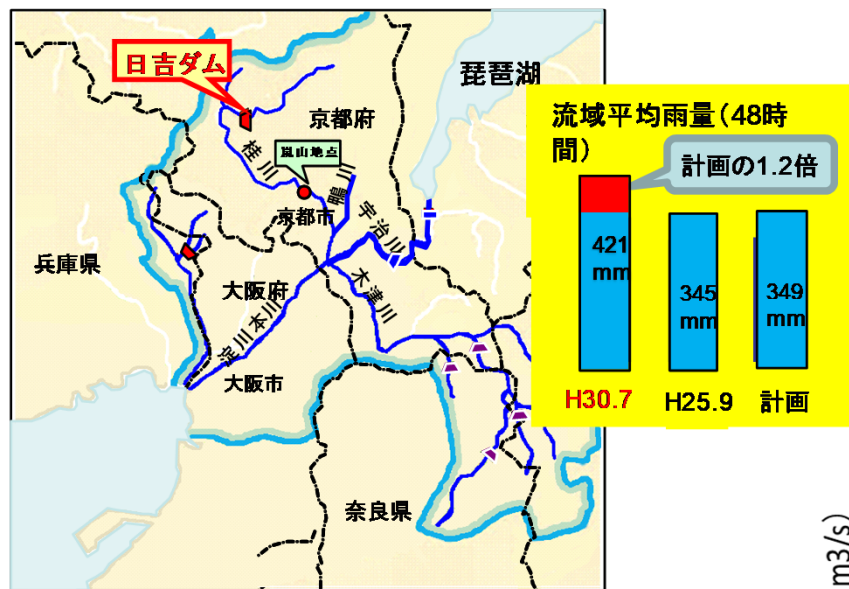 日吉ダム
琵琶湖
京都府
嵐山地点
桂川
鴨川
京都市
宇治川
兵庫県
大阪府
木津川
淀川本川
大阪市
奈良県
流域平均雨量(48時
間)
計画の1.2倍
421
mm
345
mm
349
mm
H30.7
H25.9
計画
m3/s)